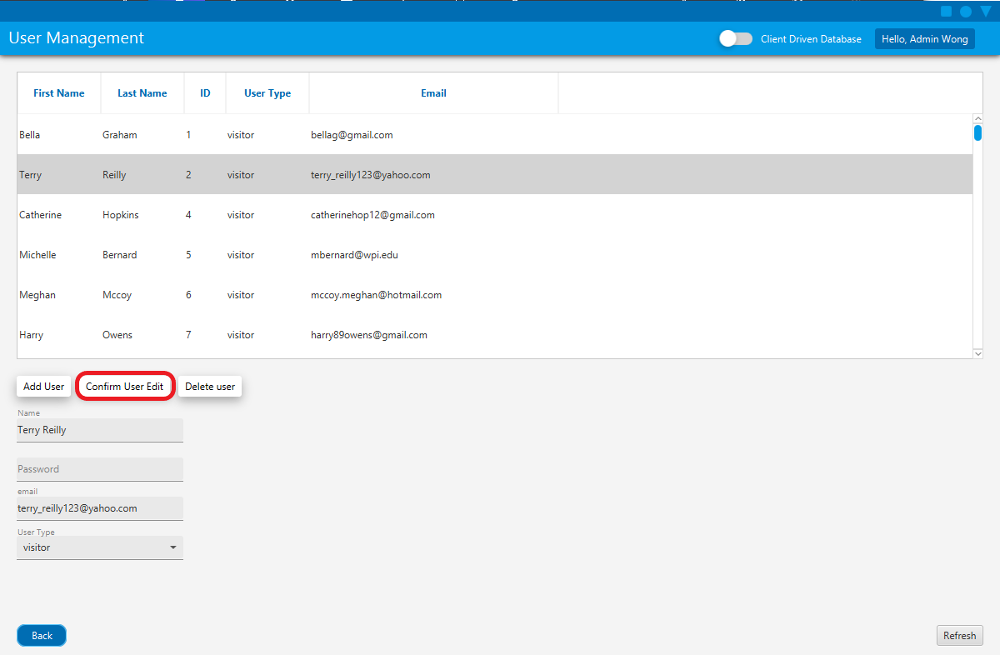 User Management Client Driven Database Hello, Admin Wong
First Name Last Name ID User Type Email
Bella Graham 1 visitor bellag@gmail.com
Terry Reilly 2 visitor terry_reilly123@yahoo.com
Catherine Hopkins 4 visitor catherinehop12@gmail.com
Michelle Bernard 5 visitor mbernard@wpi.edu
Meghan Mccoy 6 visitor mccoy.meghan@hotmail.com
Harry Owens 7 visitor harry89owens@gmail.com
Add User Confirm User Edit Delete user
Name
Terry Reilly
Password
email
terry_reilly123@yahoo.com
User Type
visitor
Back Refresh